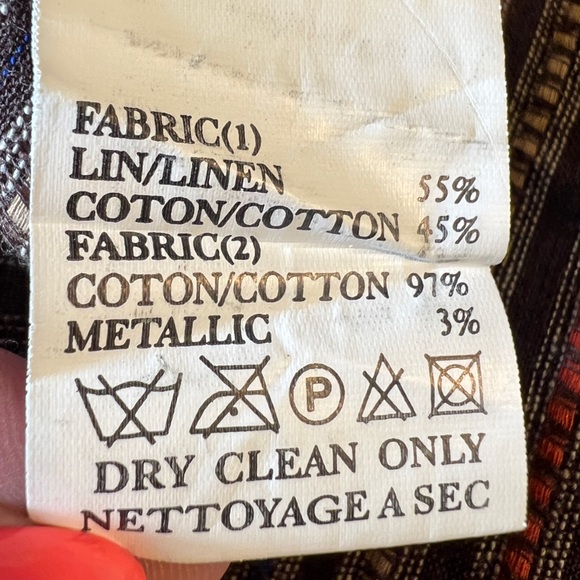 FABRIC(1)
LIN/LINEN 55%
COTON/COTTON 45%
FABRIC(2)
COTON/COTTON 97%
METALLIC 3%
P
DRY CLEAN ONLY
NETTOYAGE A SEC